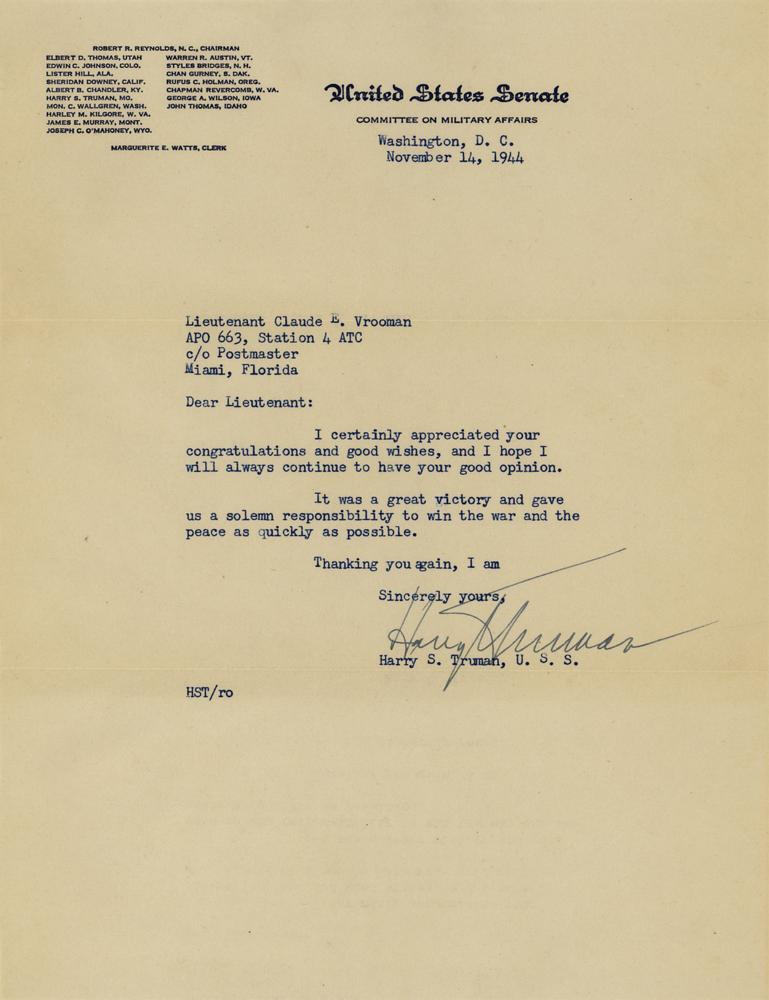 ROBERT R. REYNOLDS, N. C., CHAIRMAN
ELBERT D. THOMAS, UTAH
EDWIN C. JOHNSON, COLO.
LISTER HILL, ALA.
SHERIDAN DOWNEY, CALIF.
ALBERT B. CHANDLER, KY.
HARRY S. TRUMAN, MO.
MON. C. WALLGREN, WASH.
HARLEY M. KILGORE, W. VA.
JAMES E. MURRAY, MONT.
JOSEPH C. O'MAHONEY, WYO.
WARREN R. AUSTIN, VT.
STYLES BRIDGES, N. H.
CHAN GURNEY, S. DAK.
RUFUS C. HOLMAN, OREG.
CHAPMAN REVERCOMB, W. VA.
GEORGE A. WILSON, IOWA
JOHN THOMAS, IDAHO
MARGUERITE E. WATTS, CLERK
United States Senate
COMMITTEE ON MILITARY AFFAIRS
Washington, D. C.
November 14, 1944
Lieutenant Claude E. Vrooman
APO 663, Station 4 ATC
c/o Postmaster
Miami, Florida
Dear Lieutenant:
I certainly appreciated your
congratulations and good wishes, and I hope I
will always continue to have your good opinion.
It was a great victory and gave
us a solemn responsibility to win the war and the
peace as quickly as possible.
Thanking you again, I am
Sincerely yours,
Harry S Truman
Harry S. Truman, U. S. S.
HST/ro